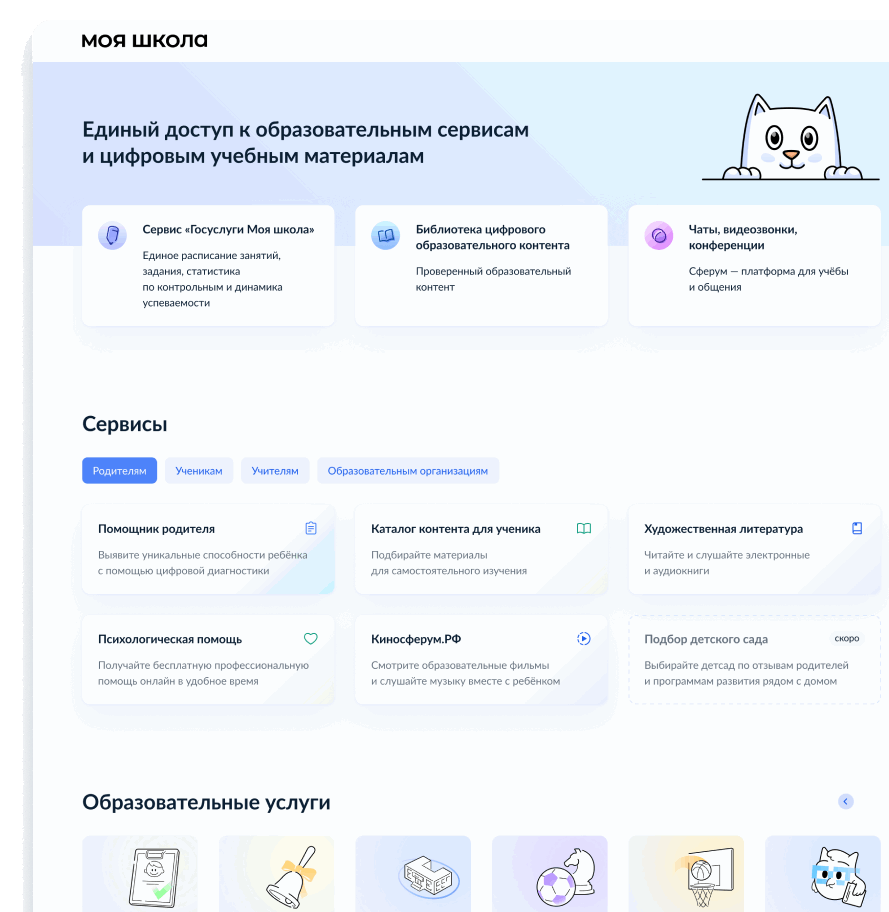 МОЯ ШКОЛА
Единый доступ к образовательным сервисам
и цифровым учебным материалам
Сервис «Госуслуги Моя школа»
Единое расписание занятий,
задания, статистика
по контрольным и динамика
успеваемости
Библиотека цифрового
образовательного контента
Проверенный образовательный
контент
Чаты, видеозвонки,
конференции
Сферум — платформа для учёбы
и общения
Сервисы
Родителям
Ученикам
Учителям
Образовательным организациям
Помощник родителя
Выявите уникальные способности ребёнка
с помощью цифровой диагностики
Каталог контента для ученика
Подбирайте материалы
для самостоятельного изучения
Художественная литература
Читайте и слушайте электронные
и аудиокниги
Психологическая помощь
Получайте бесплатную профессиональную
помощь онлайн в удобное время
Киносферум.РФ
Смотрите образовательные фильмы
и слушайте музыку вместе с ребёнком
Подбор детского сада
скоро
Выбирайте детсад по отзывам родителей
и программам развития рядом с домом
Образовательные услуги